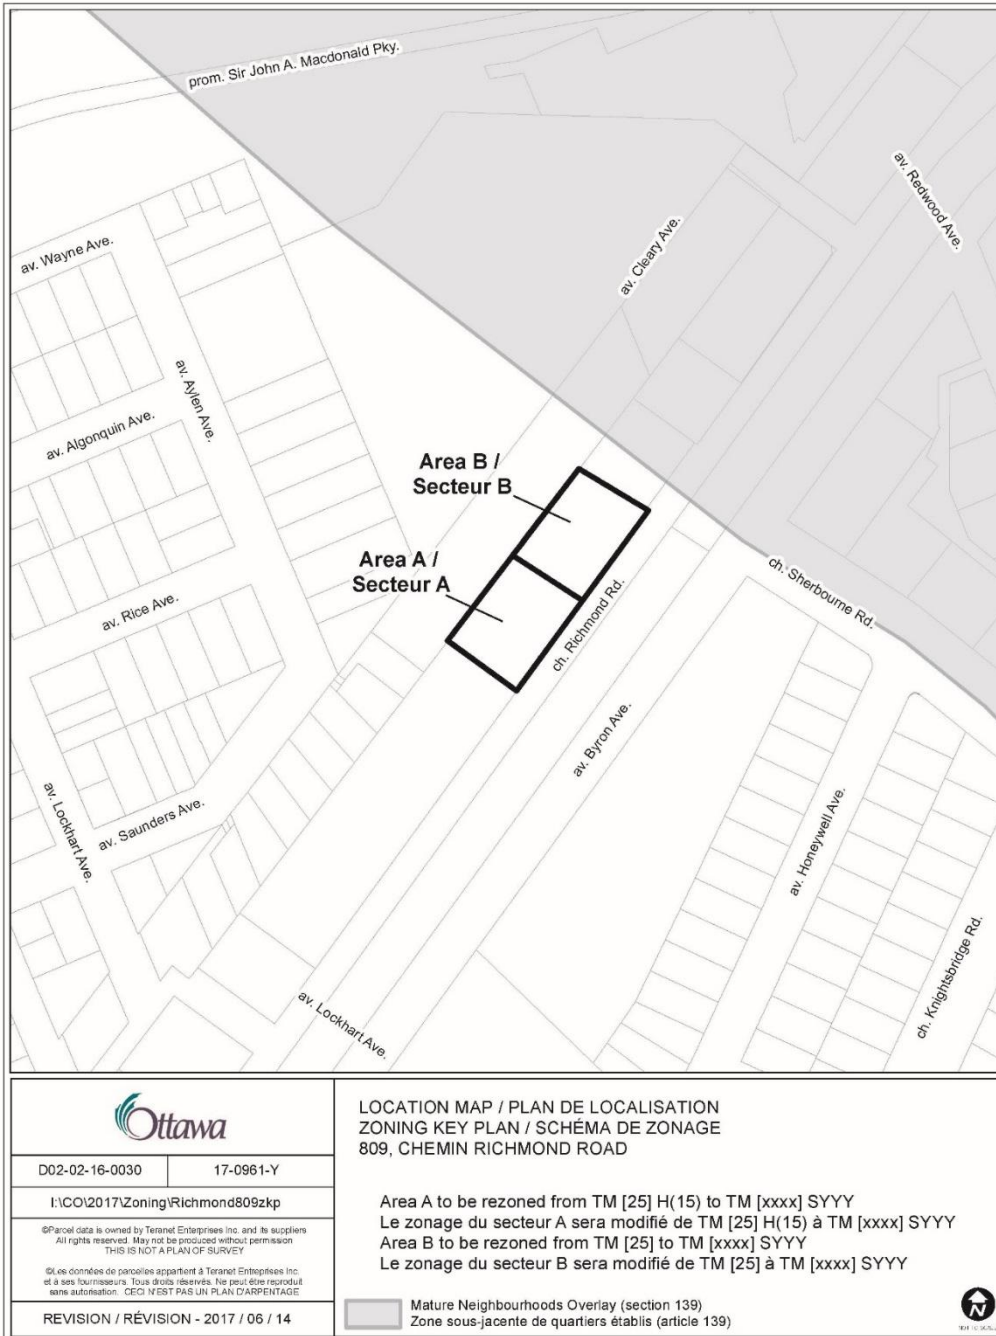 prom. Sir John A. Macdonald Pky.
av. Redwood Ave.
av. Cleary Ave.
av. Wayne Ave.
av. Aylen Ave.
av. Algonquin Ave.
Area B /
Secteur B
Area A /
Secteur A
ch. Sherbourne Rd.
av. Rice Ave.
ch. Richmond Rd.
av. Byron Ave.
av. Lockhart Ave.
av. Saunders Ave.
av. Honeywell Ave.
ch. Knightsbridge Rd.
av. Lockhart Ave.
Ottawa
D02-02-16-0030
17-0961-Y
I:\CO\2017\Zoning\Richmond809zkp
©Parcel data is owned by Teranet Enterprises Inc. and its suppliers
All rights reserved. May not be produced without permission
THIS IS NOT A PLAN OF SURVEY
©Les données de parcelles appartient à Teranet Entreprises Inc.
et à ses fournisseurs. Tous droits réservés. Ne peut être reproduit
sans autorisation. CECI N'EST PAS UN PLAN D'ARPENTAGE
REVISION / RÉVISION - 2017 / 06 / 14
LOCATION MAP / PLAN DE LOCALISATION
ZONING KEY PLAN / SCHÉMA DE ZONAGE
809, CHEMIN RICHMOND ROAD
Area A to be rezoned from TM [25] H(15) to TM [xxxx] SYYY
Le zonage du secteur A sera modifié de TM [25] H(15) à TM [xxxx] SYYY
Area B to be rezoned from TM [25] to TM [xxxx] SYYY
Le zonage du secteur B sera modifié de TM [25] à TM [xxxx] SYYY
Mature Neighbourhoods Overlay (section 139)
Zone sous-jacente de quartiers établis (article 139)
N
NOT TO SCALE